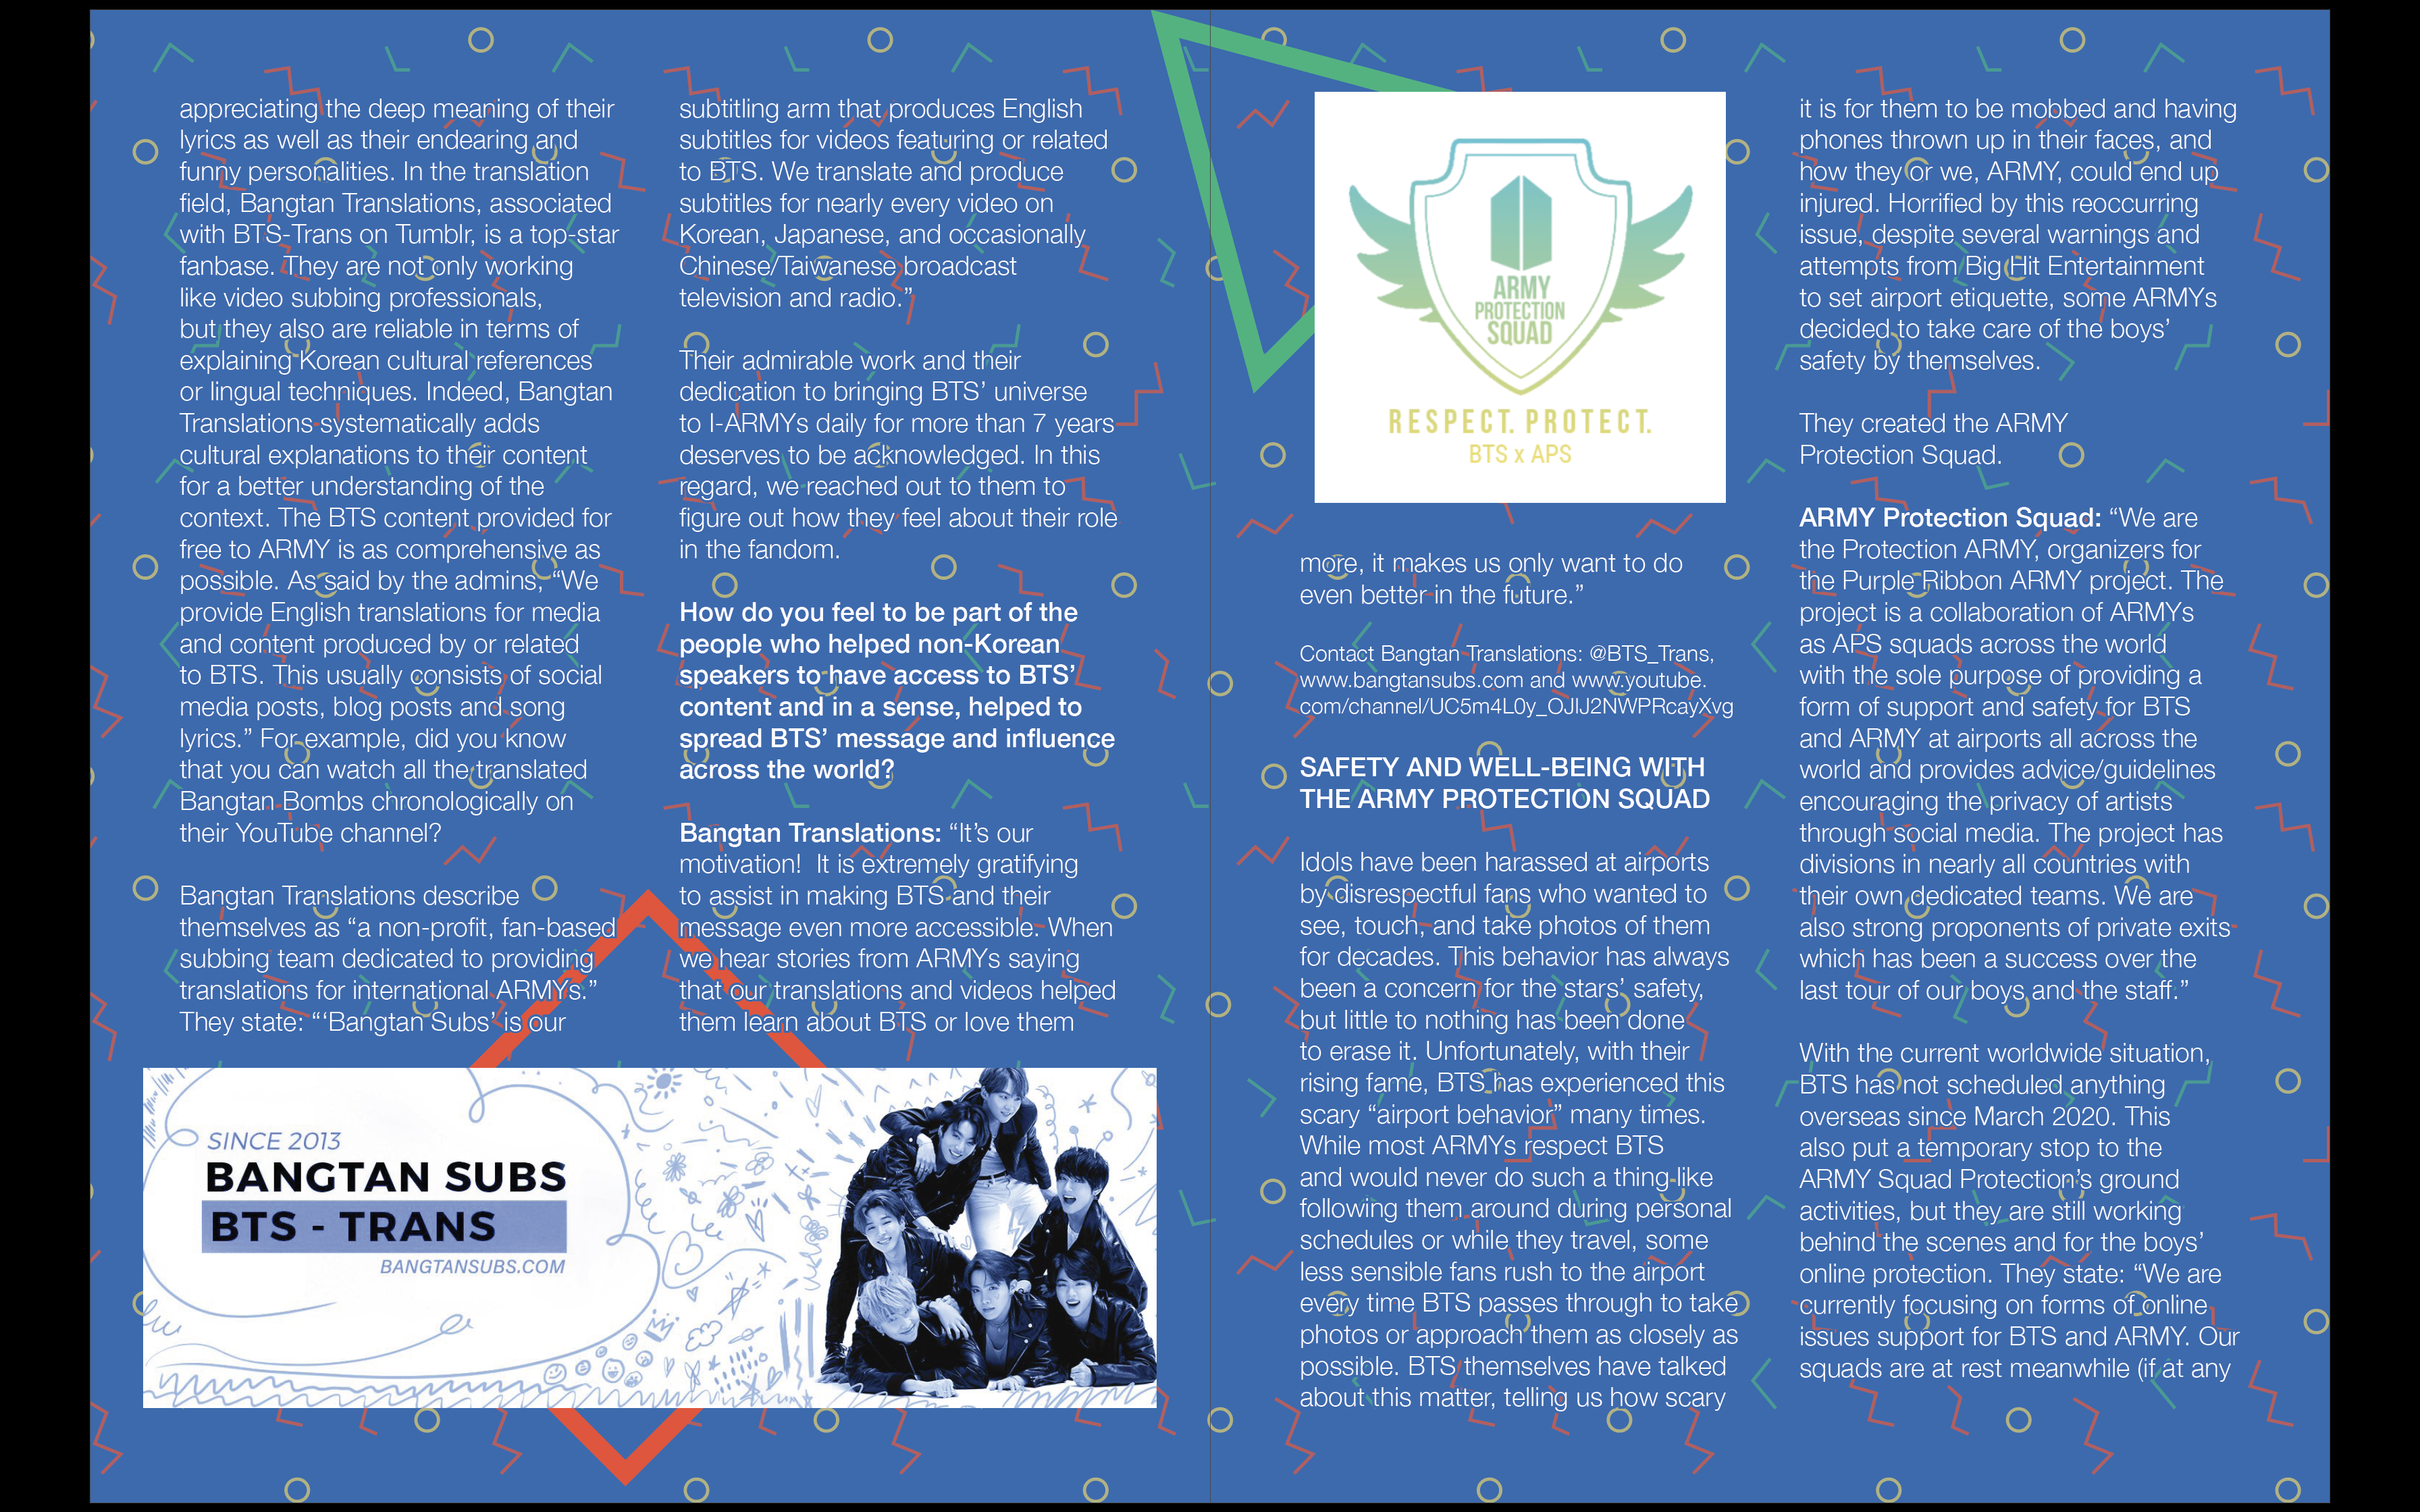 appreciating the deep meaning of their
lyrics as well as their endearing and
funny personalities. In the translation
field, Bangtan Translations, associated
with BTS-Trans on Tumblr, is a top-star
fanbase. They are not only working
like video subbing professionals,
but they also are reliable in terms of
explaining Korean cultural references
or lingual techniques. Indeed, Bangtan
Translations systematically adds
cultural explanations to their content
for a better understanding of the
context. The BTS content provided for
free to ARMY is as comprehensive as
possible. As said by the admins, “We
provide English translations for media
and content produced by or related
to BTS. This usually consists of social
media posts, blog posts and song
lyrics.” For example, did you know
that you can watch all the translated
Bangtan Bombs chronologically on
their YouTube channel?
Bangtan Translations describe
themselves as “a non-profit, fan-based
subbing team dedicated to providing
translations for international ARMYs.”
They state: “‘Bangtan Subs’ is our
subtitling arm that produces English
subtitles for videos featuring or related
to BTS. We translate and produce
subtitles for nearly every video on
Korean, Japanese, and occasionally
Chinese/Taiwanese broadcast
television and radio.”
Their admirable work and their
dedication to bringing BTS’ universe
to I-ARMYs daily for more than 7 years
deserves to be acknowledged. In this
regard, we reached out to them to
figure out how they feel about their role
in the fandom.
How do you feel to be part of the
people who helped non-Korean
speakers to have access to BTS’
content and in a sense, helped to
spread BTS’ message and influence
across the world?
Bangtan Translations: “It’s our
motivation!  It is extremely gratifying
to assist in making BTS and their
message even more accessible. When
we hear stories from ARMYs saying
that our translations and videos helped
them learn about BTS or love them
SINCE 2013
BANGTAN SUBS
BTS - TRANS
BANGTANSUBS.COM
ARMY
PROTECTION
SQUAD
RESPECT. PROTECT.
BTS x APS
more, it makes us only want to do
even better in the future.”
Contact Bangtan Translations: @BTS_Trans,
www.bangtansubs.com and www.youtube.
com/channel/UC5m4L0y_OJIJ2NWPRcayXvg
SAFETY AND WELL-BEING WITH
THE ARMY PROTECTION SQUAD
Idols have been harassed at airports
by disrespectful fans who wanted to
see, touch, and take photos of them
for decades. This behavior has always
been a concern for the stars’ safety,
but little to nothing has been done
to erase it. Unfortunately, with their
rising fame, BTS has experienced this
scary “airport behavior” many times.
While most ARMYs respect BTS
and would never do such a thing like
following them around during personal
schedules or while they travel, some
less sensible fans rush to the airport
every time BTS passes through to take
photos or approach them as closely as
possible. BTS themselves have talked
about this matter, telling us how scary
it is for them to be mobbed and having
phones thrown up in their faces, and
how they or we, ARMY, could end up
injured. Horrified by this reoccurring
issue, despite several warnings and
attempts from Big Hit Entertainment
to set airport etiquette, some ARMYs
decided to take care of the boys’
safety by themselves.
They created the ARMY
Protection Squad.
ARMY Protection Squad: “We are
the Protection ARMY, organizers for
the Purple Ribbon ARMY project. The
project is a collaboration of ARMYs
as APS squads across the world
with the sole purpose of providing a
form of support and safety for BTS
and ARMY at airports all across the
world and provides advice/guidelines
encouraging the privacy of artists
through social media. The project has
divisions in nearly all countries with
their own dedicated teams. We are
also strong proponents of private exits
which has been a success over the
last tour of our boys and the staff.”
With the current worldwide situation,
BTS has not scheduled anything
overseas since March 2020. This
also put a temporary stop to the
ARMY Squad Protection’s ground
activities, but they are still working
behind the scenes and for the boys’
online protection. They state: “We are
currently focusing on forms of online
issues support for BTS and ARMY. Our
squads are at rest meanwhile (if at any